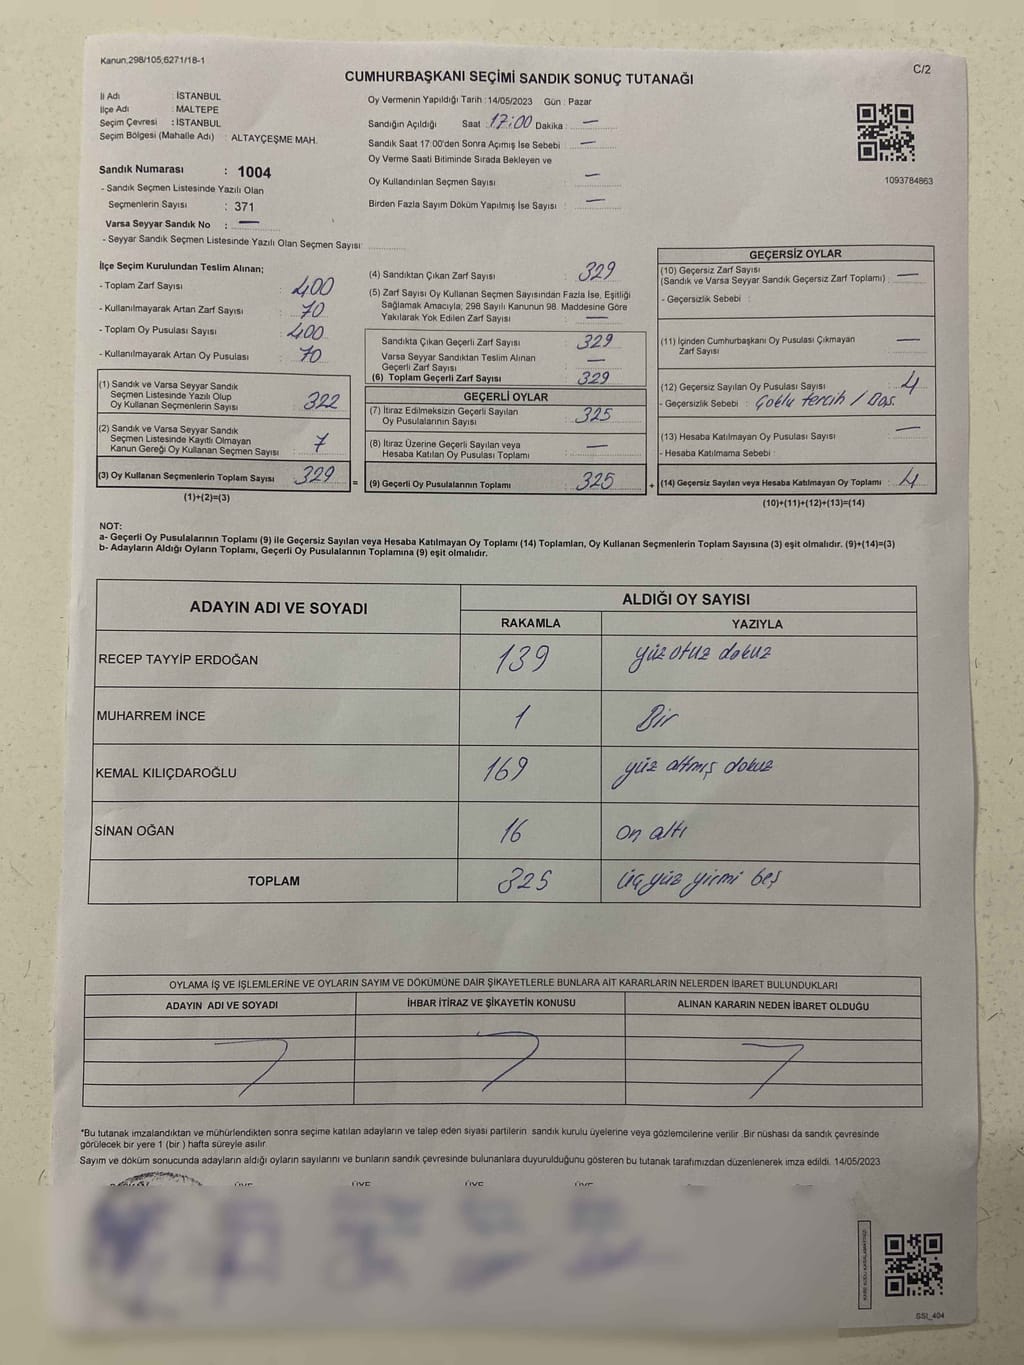 Kanun,298/105,6271/18-1
C/2
CUMHURBAŞKANI SEÇİMİ SANDIK SONUÇ TUTANAĞI
İl Adı : İSTANBUL
İlçe Adı : MALTEPE
Seçim Çevresi : İSTANBUL
Seçim Bölgesi (Mahalle Adı) : ALTAYÇEŞME MAH.
Sandık Numarası : 1004
- Sandık Seçmen Listesinde Yazılı Olan
Seçmenlerin Sayısı : 371
Varsa Seyyar Sandık No : —
- Seyyar Sandık Seçmen Listesinde Yazılı Olan Seçmen Sayısı:
Oy Vermenin Yapıldığı Tarih : 14/05/2023 Gün : Pazar
Sandığın Açıldığı Saat : 17:00 Dakika : —
Sandık Saat 17:00'den Sonra Açımış İse Sebebi : —
Oy Verme Saati Bitiminde Sırada Bekleyen ve
Oy Kullandırılan Seçmen Sayısı : —
Birden Fazla Sayım Döküm Yapılmış İse Sayısı : —
1093784863
İlçe Seçim Kurulundan Teslim Alınan;
- Toplam Zarf Sayısı : 400
- Kullanılmayarak Artan Zarf Sayısı : 70
- Toplam Oy Pusulası Sayısı : 400
- Kullanılmayarak Artan Oy Pusulası : 70
(1) Sandık ve Varsa Seyyar Sandık
Seçmen Listesinde Yazılı Olup
Oy Kullanan Seçmenlerin Sayısı : 322
(2) Sandık ve Varsa Seyyar Sandık
Seçmen Listesinde Kayıtlı Olmayan
Kanun Gereği Oy Kullanan Seçmen Sayısı : 7
(3) Oy Kullanan Seçmenlerin Toplam Sayısı : 329 =
(1)+(2)=(3)
(4) Sandıktan Çıkan Zarf Sayısı : 329
(5) Zarf Sayısı Oy Kullanan Seçmen Sayısından Fazla İse, Eşitliği
Sağlamak Amacıyla, 298 Sayılı Kanunun 98. Maddesine Göre
Yakılarak Yok Edilen Zarf Sayısı : —
Sandıkta Çıkan Geçerli Zarf Sayısı : 329
Varsa Seyyar Sandıktan Teslim Alınan
Geçerli Zarf Sayısı : —
(6) Toplam Geçerli Zarf Sayısı : 329
GEÇERLİ OYLAR
(7) İtiraz Edilmeksizin Geçerli Sayılan
Oy Pusulalarının Sayısı : 325
(8) İtiraz Üzerine Geçerli Sayılan veya
Hesaba Katılan Oy Pusulası Toplamı : —
(9) Geçerli Oy Pusulalarının Toplamı : 325 +
GEÇERSİZ OYLAR
(10) Geçersiz Zarf Sayısı
(Sandık ve Varsa Seyyar Sandık Geçersiz Zarf Toplamı) : —
- Geçersizlik Sebebi :
(11) İçinden Cumhurbaşkanı Oy Pusulası Çıkmayan
Zarf Sayısı : —
(12) Geçersiz Sayılan Oy Pusulası Sayısı : 4
- Geçersizlik Sebebi : Çoklu tercih / Boş.
(13) Hesaba Katılmayan Oy Pusulası Sayısı : —
- Hesaba Katılmama Sebebi :
(14) Geçersiz Sayılan veya Hesaba Katılmayan Oy Toplamı : 4
(10)+(11)+(12)+(13)=(14)
NOT:
a- Geçerli Oy Pusulalarının Toplamı (9) ile Geçersiz Sayılan veya Hesaba Katılmayan Oy Toplamı (14) Toplamları, Oy Kullanan Seçmenlerin Toplam Sayısına (3) eşit olmalıdır. (9)+(14)=(3)
b- Adayların Aldığı Oyların Toplamı, Geçerli Oy Pusulalarının Toplamına (9) eşit olmalıdır.
ADAYIN ADI VE SOYADI ALDIĞI OY SAYISI
RAKAMLA YAZIYLA
RECEP TAYYİP ERDOĞAN 139 yüz otuz dokuz
MUHARREM İNCE 1 Bir
KEMAL KILIÇDAROĞLU 169 yüz altmış dokuz
SİNAN OĞAN 16 on altı
TOPLAM 325 üçyüz yirmi beş
OYLAMA İŞ VE İŞLEMLERİNE VE OYLARIN SAYIM VE DÖKÜMÜNE DAİR ŞİKAYETLERLE BUNLARA AİT KARARLARIN NELERDEN İBARET BULUNDUKLARI
ADAYIN ADI VE SOYADI İHBAR İTİRAZ VE ŞİKAYETİN KONUSU ALINAN KARARIN NEDEN İBARET OLDUĞU
*Bu tutanak imzalandıktan ve mühürlendikten sonra seçime katılan adayların ve talep eden siyasi partilerin sandık kurulu üyelerine veya gözlemcilerine verilir .Bir nüshası da sandık çevresinde
görülecek bir yere 1 (bir ) hafta süreyle asılır.
Sayım ve döküm sonucunda adayların aldığı oyların sayılarını ve bunların sandık çevresinde bulunanlara duyurulduğunu gösteren bu tutanak tarafımızdan düzenlenerek imza edildi. 14/05/2023
ÜYE ÜYE ÜYE ÜYE
SSI_404